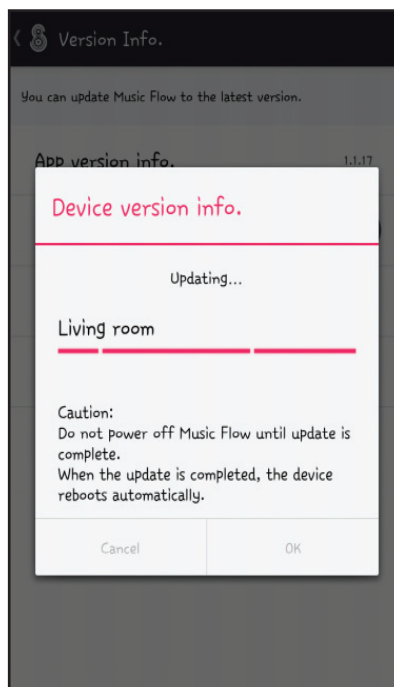 Version Info.
You can update Music Flow to the latest version.
App version info.
1.1.17
Device version info.
Updating...
Living room
Caution:
Do not power off Music Flow until update is
complete.
When the update is completed, the device
reboots automatically.
Cancel
OK